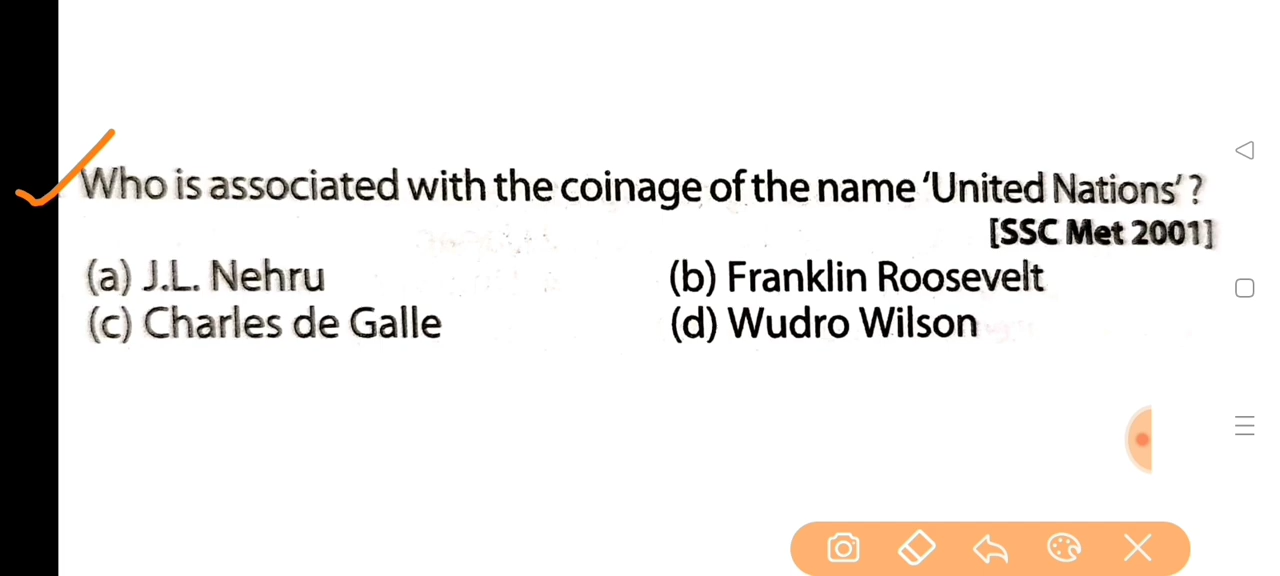 Who is associated with the coinage of the name ‘United Nations’ ?
[SSC Met 2001]
(a) J.L. Nehru (b) Franklin Roosevelt
(c) Charles de Galle (d) Wudro Wilson